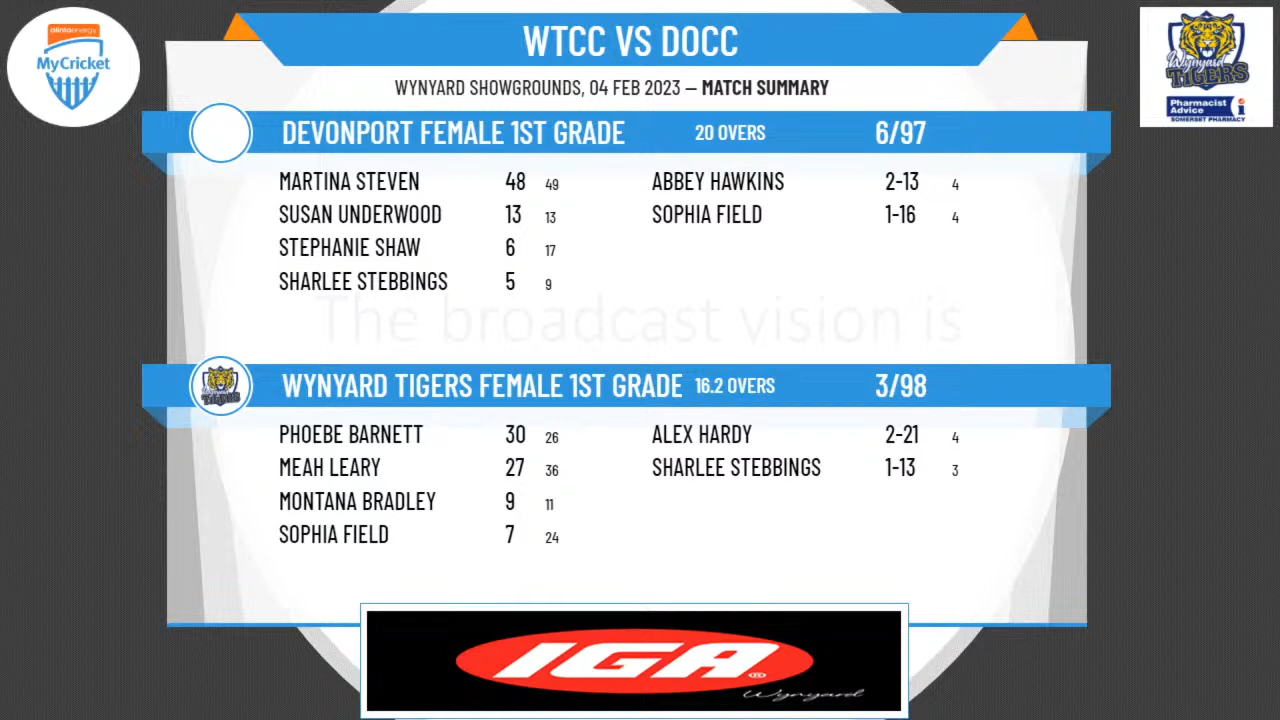 alintaenergy
MyCricket
WTCC VS DOCC
Wynyard
TIGERS
Pharmacist
Advice
SOMERSET PHARMACY
WYNYARD SHOWGROUNDS, 04 FEB 2023 – MATCH SUMMARY
DEVONPORT FEMALE 1ST GRADE 20 OVERS 6/97
MARTINA STEVEN 48 49 ABBEY HAWKINS 2-13 4
SUSAN UNDERWOOD 13 13 SOPHIA FIELD 1-16 4
STEPHANIE SHAW 6 17
SHARLEE STEBBINGS 5 9
The broadcast vision is
WYNYARD TIGERS FEMALE 1ST GRADE 16.2 OVERS 3/98
PHOEBE BARNETT 30 26 ALEX HARDY 2-21 4
MEAH LEARY 27 36 SHARLEE STEBBINGS 1-13 3
MONTANA BRADLEY 9 11
SOPHIA FIELD 7 24
IGA®
Wynyard